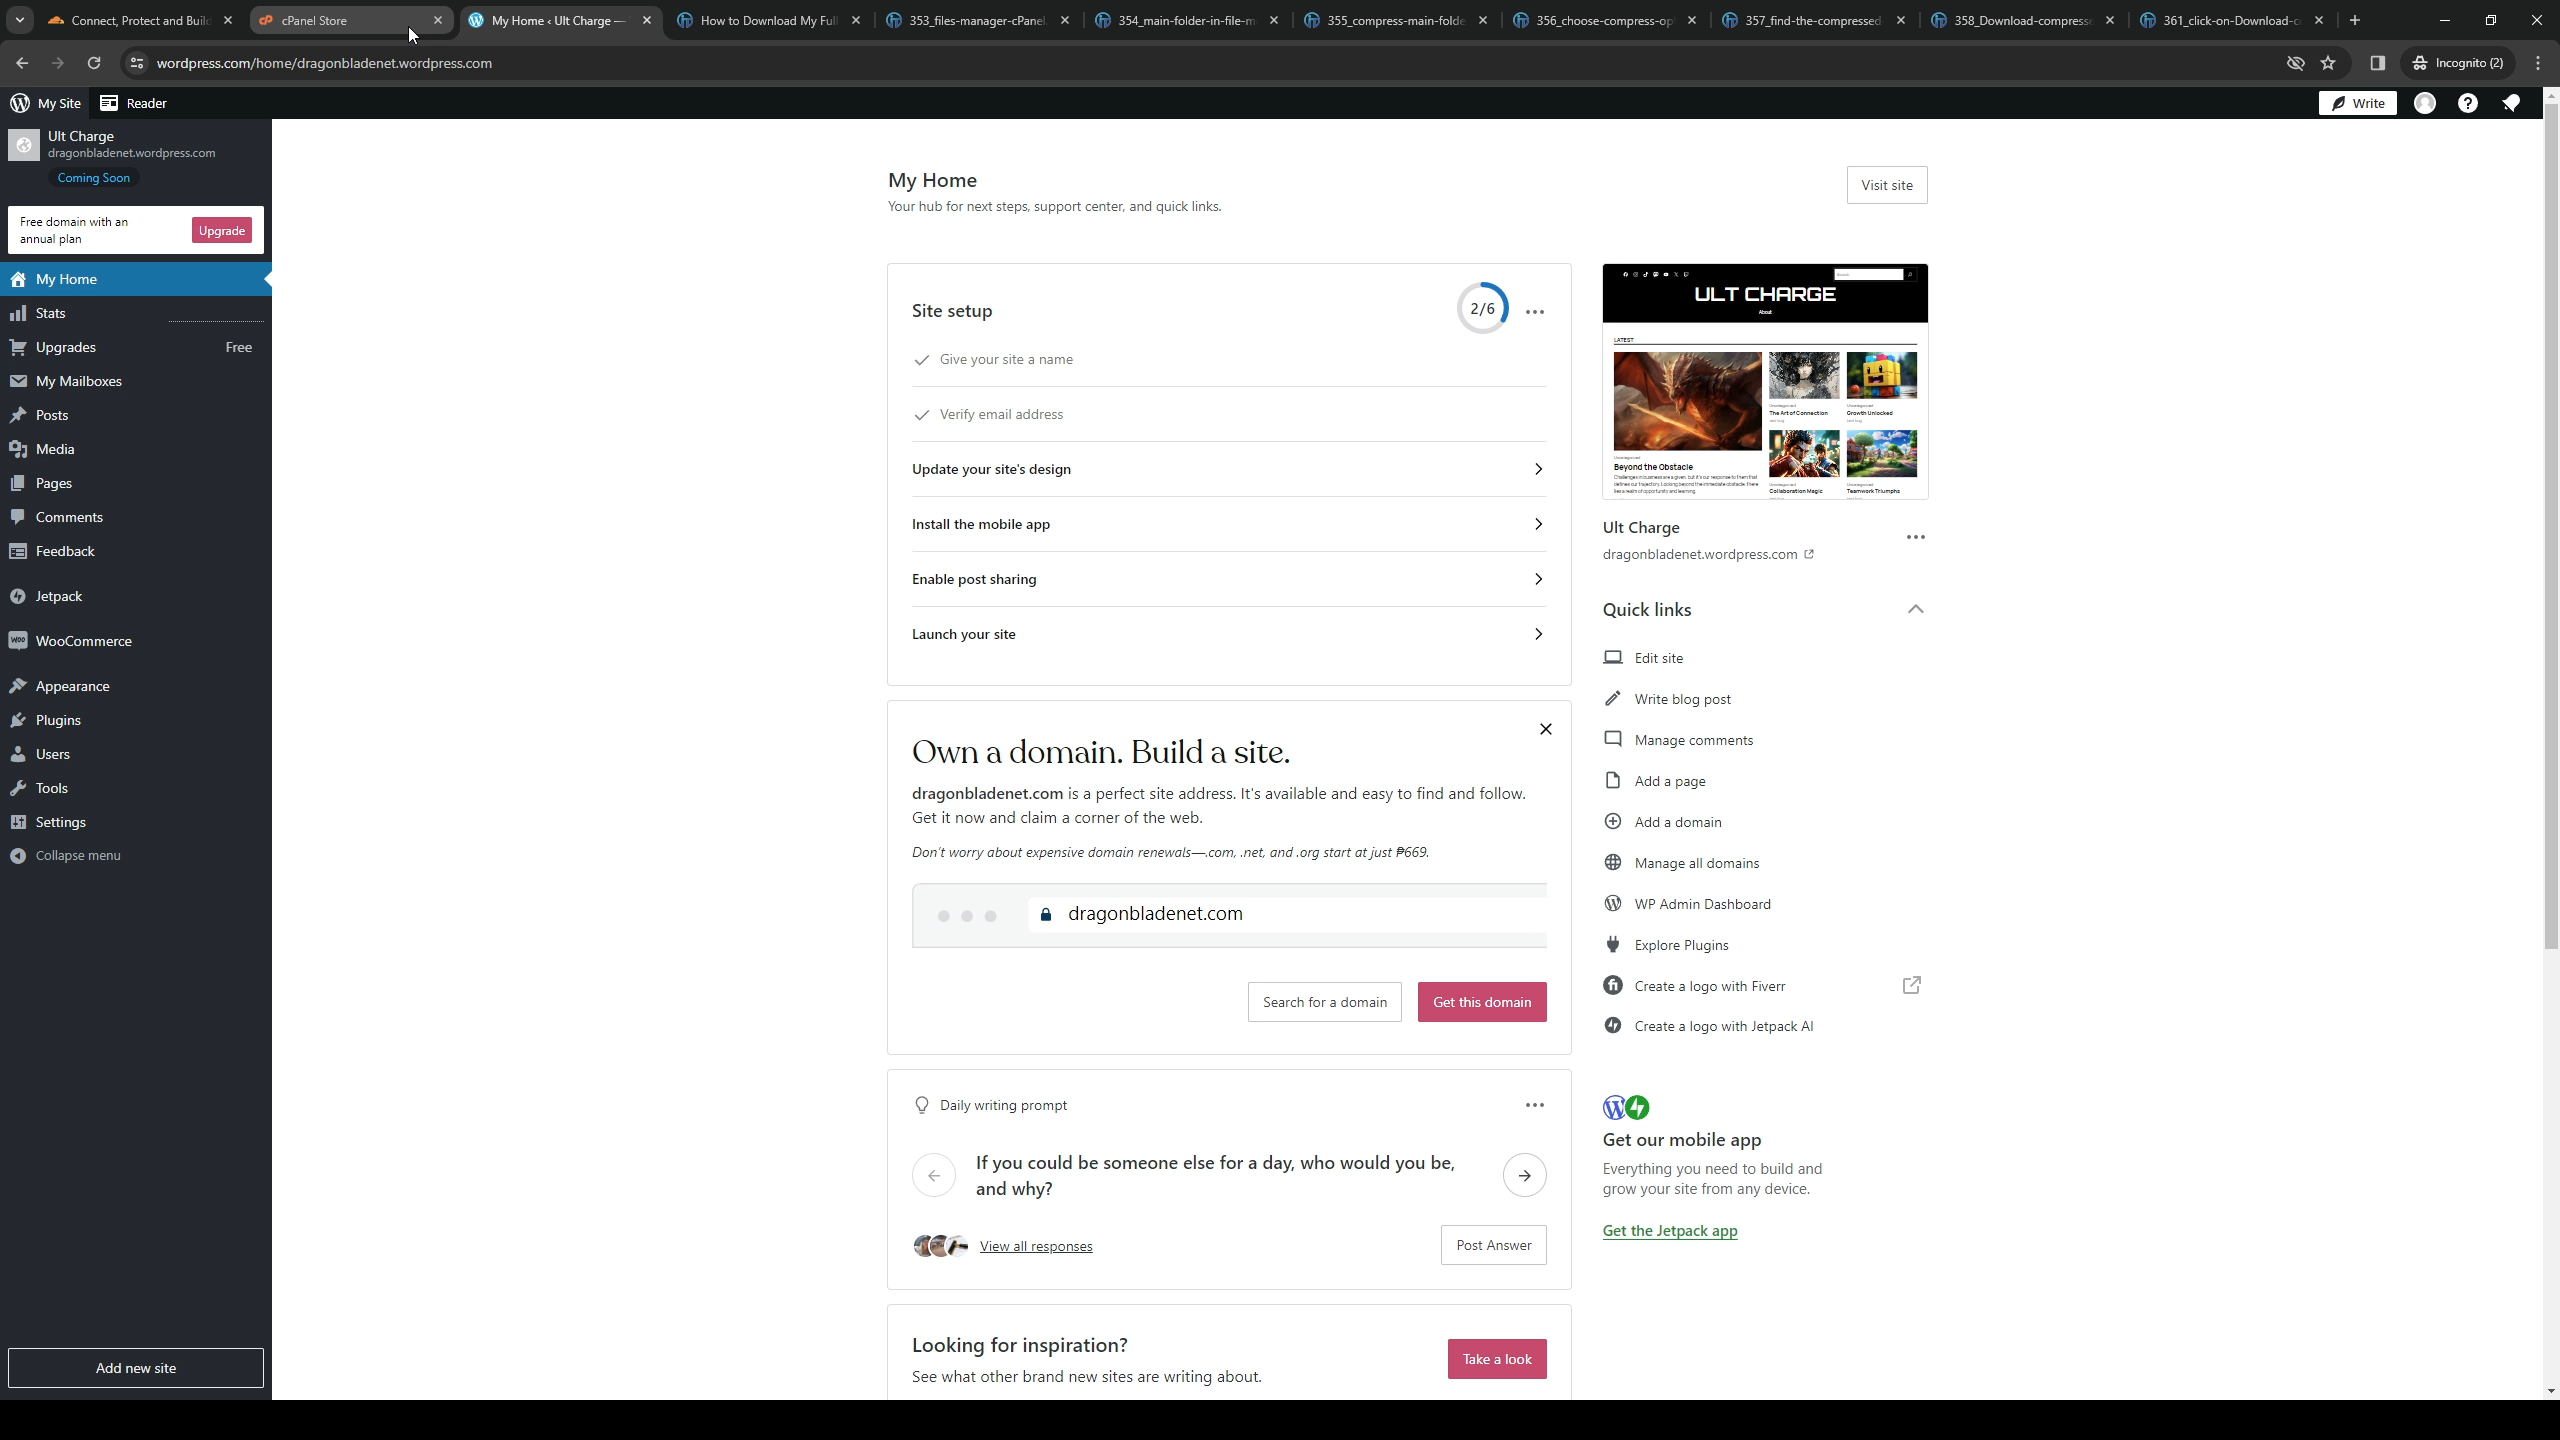 Connect, Protect and Buil
cPanel Store
My Home ‹ Ult Charge —
How to Download My Full
353_files-manager-cPanel
354_main-folder-in-file-m
355_compress-main-folde
356_choose-compress-op
357_find-the-compressed
358_Download-compress
361_click-on-Download-c
wordpress.com/home/dragonbladenet.wordpress.com
Incognito (2)
My Site
Reader
Write
Ult Charge
dragonbladenet.wordpress.com
Coming Soon
Free domain with an
annual plan
Upgrade
My Home
Stats
Upgrades
Free
My Mailboxes
Posts
Media
Pages
Comments
Feedback
Jetpack
WooCommerce
Appearance
Plugins
Users
Tools
Settings
Collapse menu
Add new site
My Home
Your hub for next steps, support center, and quick links.
Visit site
Site setup
2/6
Give your site a name
Verify email address
Update your site's design
Install the mobile app
Enable post sharing
Launch your site
Own a domain. Build a site.
dragonbladenet.com is a perfect site address. It's available and easy to find and follow.
Get it now and claim a corner of the web.
Don't worry about expensive domain renewals—.com, .net, and .org start at just ₱669.
dragonbladenet.com
Search for a domain
Get this domain
Daily writing prompt
If you could be someone else for a day, who would you be,
and why?
View all responses
Post Answer
Looking for inspiration?
See what other brand new sites are writing about.
Take a look
ULT CHARGE
About
LATEST
Beyond the Obstacle
The Art of Connection
Growth Unlocked
Collaboration Magic
Teamwork Triumphs
Ult Charge
dragonbladenet.wordpress.com
Quick links
Edit site
Write blog post
Manage comments
Add a page
Add a domain
Manage all domains
WP Admin Dashboard
Explore Plugins
Create a logo with Fiverr
Create a logo with Jetpack AI
Get our mobile app
Everything you need to build and
grow your site from any device.
Get the Jetpack app